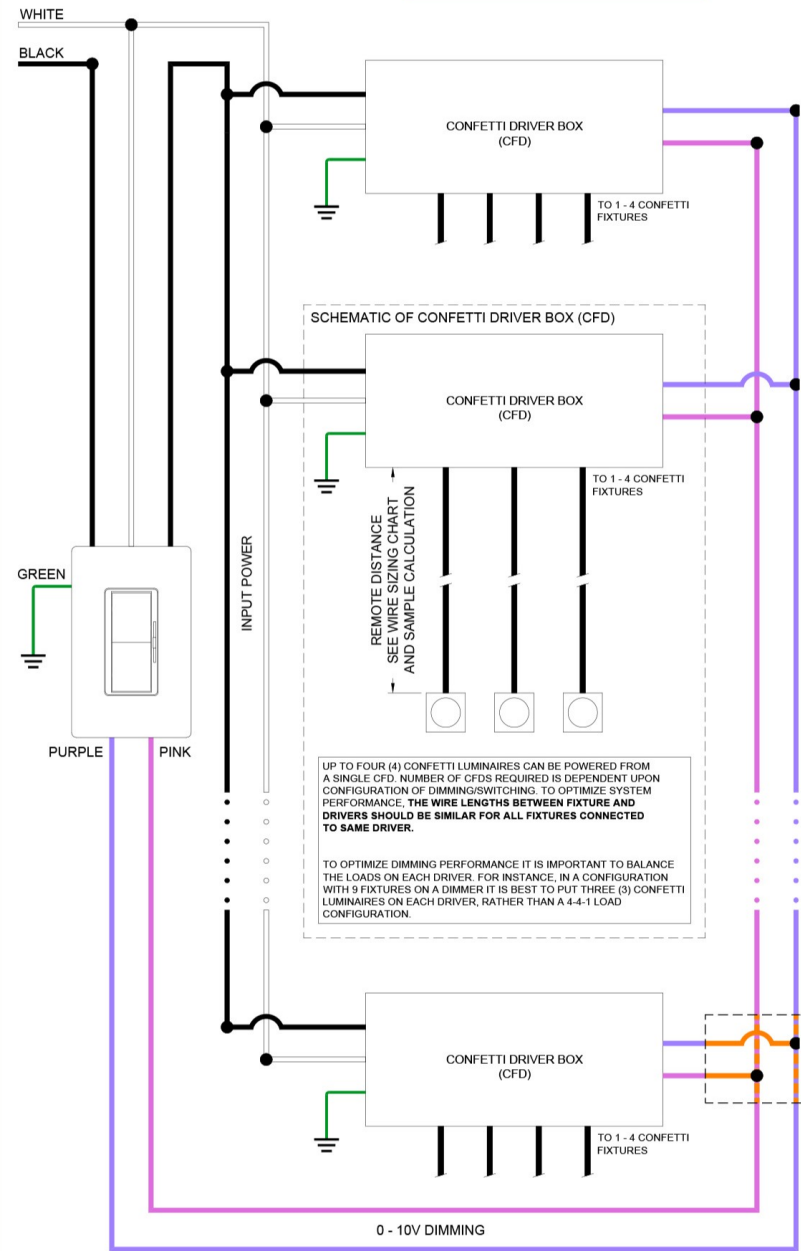 WHITE
BLACK
CONFETTI DRIVER BOX
(CFD)
TO 1 - 4 CONFETTI
FIXTURES
SCHEMATIC OF CONFETTI DRIVER BOX (CFD)
CONFETTI DRIVER BOX
(CFD)
TO 1 - 4 CONFETTI
FIXTURES
GREEN
INPUT POWER
REMOTE DISTANCE
SEE WIRE SIZING CHART
AND SAMPLE CALCULATION
PURPLE
PINK
UP TO FOUR (4) CONFETTI LUMINAIRES CAN BE POWERED FROM
A SINGLE CFD. NUMBER OF CFDS REQUIRED IS DEPENDENT UPON
CONFIGURATION OF DIMMING/SWITCHING. TO OPTIMIZE SYSTEM
PERFORMANCE, THE WIRE LENGTHS BETWEEN FIXTURE AND
DRIVERS SHOULD BE SIMILAR FOR ALL FIXTURES CONNECTED
TO SAME DRIVER.
TO OPTIMIZE DIMMING PERFORMANCE IT IS IMPORTANT TO BALANCE
THE LOADS ON EACH DRIVER. FOR INSTANCE, IN A CONFIGURATION
WITH 9 FIXTURES ON A DIMMER IT IS BEST TO PUT THREE (3) CONFETTI
LUMINAIRES ON EACH DRIVER, RATHER THAN A 4-4-1 LOAD
CONFIGURATION.
CONFETTI DRIVER BOX
(CFD)
TO 1 - 4 CONFETTI
FIXTURES
0 - 10V DIMMING